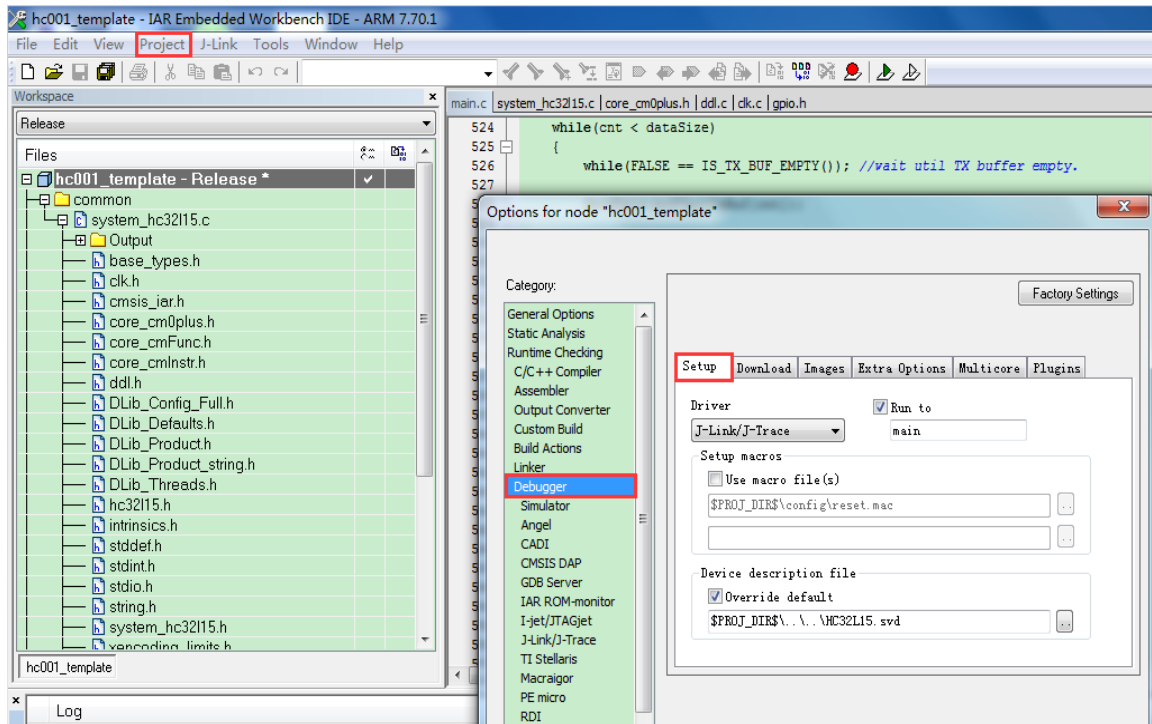 hc001_template - IAR Embedded Workbench IDE - ARM 7.70.1
File Edit View Project J-Link Tools Window Help
Workspace
Release
Files
hc001_template - Release *
common
system_hc32l15.c
Output
base_types.h
clk.h
cmsis_iar.h
core_cm0plus.h
core_cmFunc.h
core_cmInstr.h
ddl.h
DLib_Config_Full.h
DLib_Defaults.h
DLib_Product.h
DLib_Product_string.h
DLib_Threads.h
hc32l15.h
intrinsics.h
stddef.h
stdint.h
stdio.h
string.h
system_hc32l15.h
xencoding_limits.h
hc001_template
Log
main.c system_hc32l15.c core_cm0plus.h ddl.c clk.c gpio.h
524 while(cnt < dataSize)
525 {
526 while(FALSE == IS_TX_BUF_EMPTY()); //wait util TX buffer empty.
527
Options for node "hc001_template"
Category:
General Options
Static Analysis
Runtime Checking
C/C++ Compiler
Assembler
Output Converter
Custom Build
Build Actions
Linker
Debugger
Simulator
Angel
CADI
CMSIS DAP
GDB Server
IAR ROM-monitor
I-jet/JTAGjet
J-Link/J-Trace
TI Stellaris
Macraigor
PE micro
RDI
Factory Settings
Setup Download Images Extra Options Multicore Plugins
Driver
Run to
J-Link/J-Trace
main
Setup macros
Use macro file(s)
$PROJ_DIR$\config\reset.mac
..
..
Device description file
Override default
$PROJ_DIR$\..\..\HC32L15.svd
..